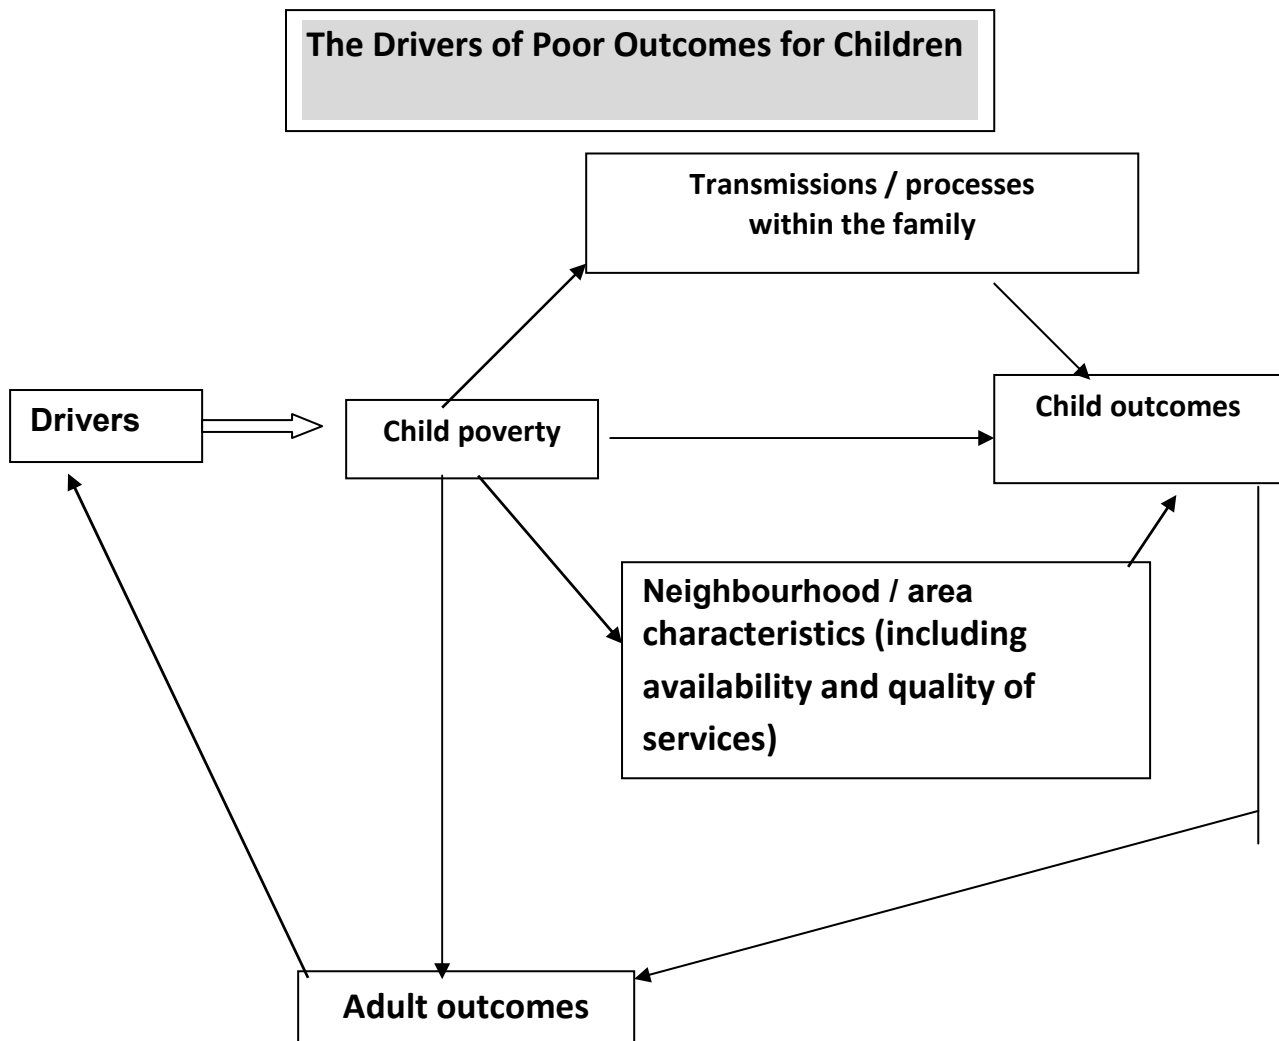 The Drivers of Poor Outcomes for Children
Transmissions / processes
within the family
Drivers
Child poverty
Child outcomes
Neighbourhood / area
characteristics (including
availability and quality of
services)
Adult outcomes